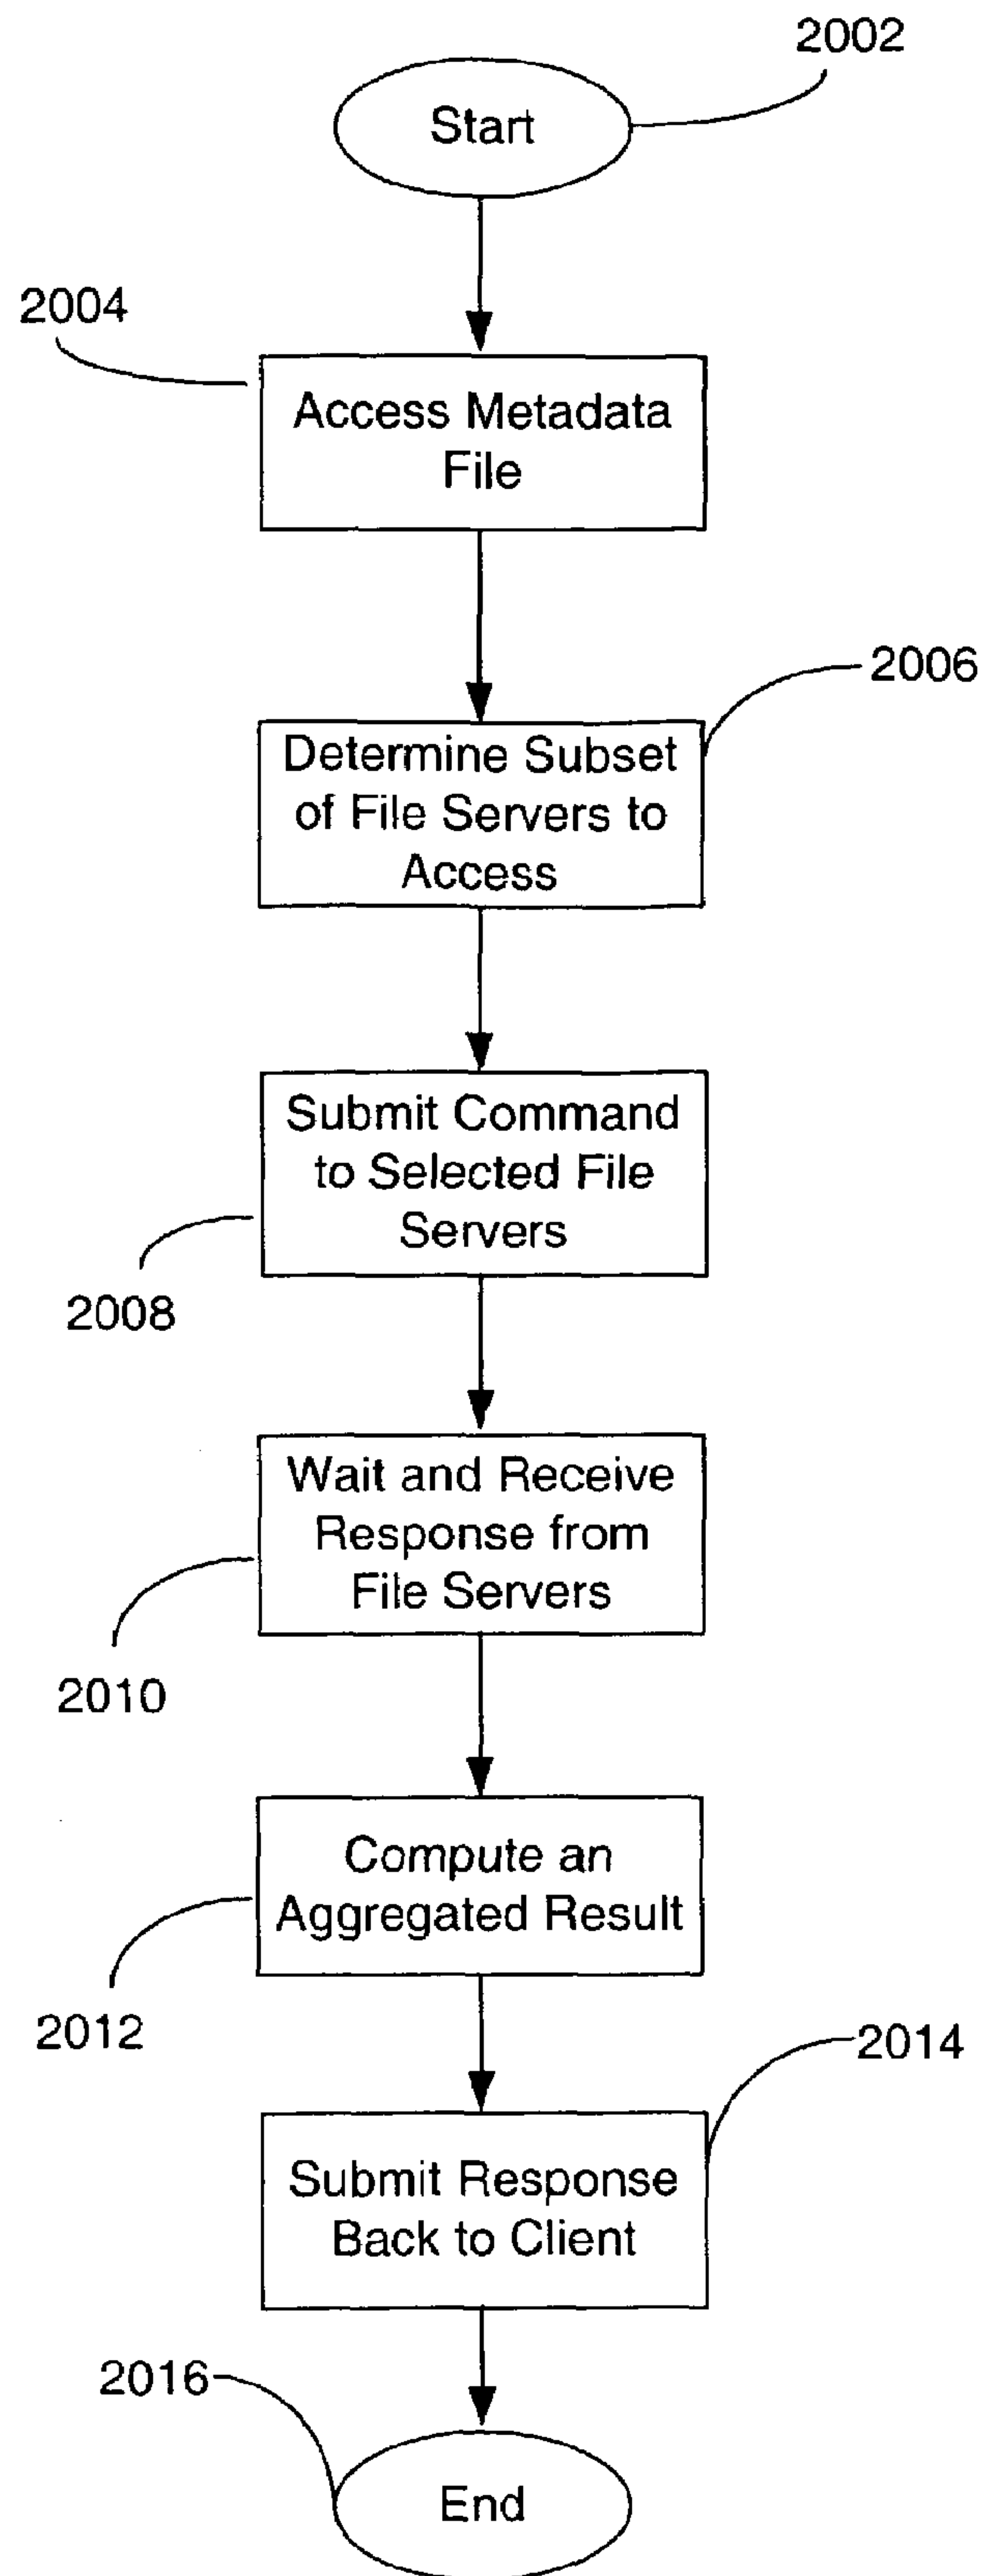 2002
Start
2004
Access Metadata
File
2006
Determine Subset
of File Servers to
Access
Submit Command
to Selected File
Servers
2008
Wait and Receive
Response from
File Servers
2010
Compute an
Aggregated Result
2012
2014
Submit Response
Back to Client
2016
End